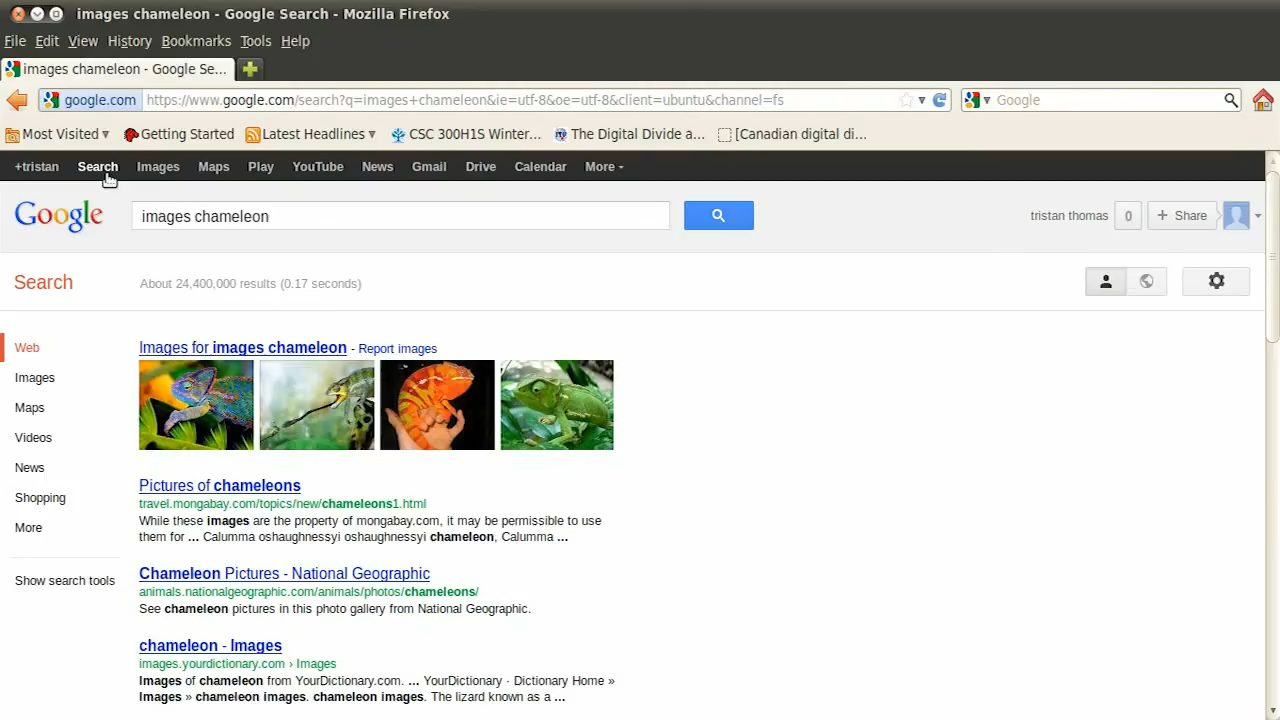 images chameleon - Google Search - Mozilla Firefox
File Edit View History Bookmarks Tools Help
images chameleon - Google Se...
google.com https://www.google.com/search?q=images+chameleon&ie=utf-8&oe=utf-8&client=ubuntu&channel=fs Google
Most Visited Getting Started Latest Headlines CSC 300H1S Winter... The Digital Divide a... [Canadian digital di...
+tristan Search Images Maps Play YouTube News Gmail Drive Calendar More
Google images chameleon tristan thomas 0 + Share
Search About 24,400,000 results (0.17 seconds)
Web
Images
Maps
Videos
News
Shopping
More
Show search tools
Images for images chameleon - Report images
Pictures of chameleons
travel.mongabay.com/topics/new/chameleons1.html
While these images are the property of mongabay.com, it may be permissible to use
them for ... Calumma oshaughnessyi oshaughnessyi chameleon, Calumma ...
Chameleon Pictures - National Geographic
animals.nationalgeographic.com/animals/photos/chameleons/
See chameleon pictures in this photo gallery from National Geographic.
chameleon - Images
images.yourdictionary.com › Images
Images of chameleon from YourDictionary.com. ... YourDictionary · Dictionary Home »
Images » chameleon images. chameleon images. The lizard known as a ...